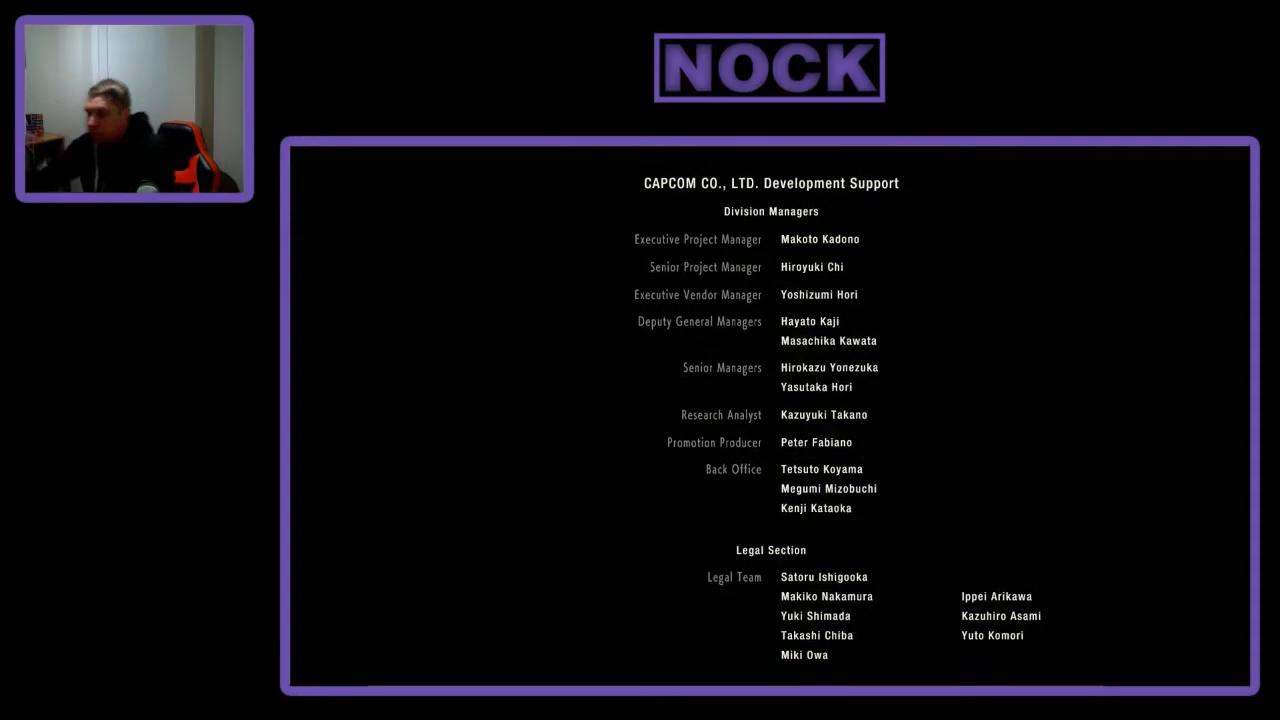 NOCK
CAPCOM CO., LTD. Development Support
Division Managers
Executive Project Manager Makoto Kadono
Senior Project Manager Hiroyuki Chi
Executive Vendor Manager Yoshizumi Hori
Deputy General Managers Hayato Kaji
Masachika Kawata
Senior Managers Hirokazu Yonezuka
Yasutaka Hori
Research Analyst Kazuyuki Takano
Promotion Producer Peter Fabiano
Back Office Tetsuto Koyama
Megumi Mizobuchi
Kenji Kataoka
Legal Section
Legal Team Satoru Ishigooka
Makiko Nakamura Ippei Arikawa
Yuki Shimada Kazuhiro Asami
Takashi Chiba Yuto Komori
Miki Owa